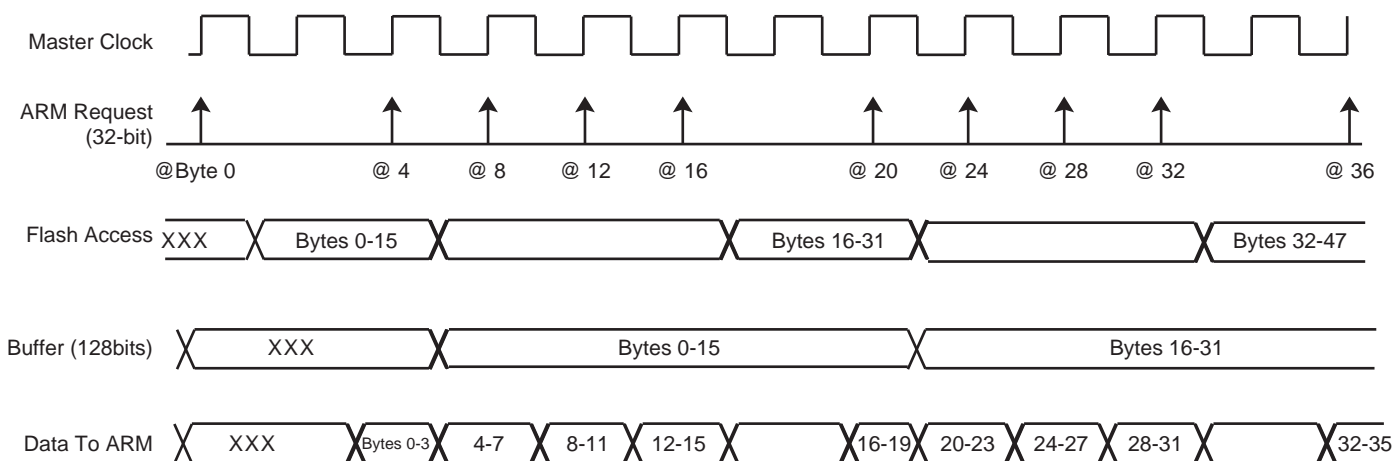 Master Clock
ARM Request
(32-bit)
@Byte 0 @ 4 @ 8 @ 12 @ 16 @ 20 @ 24 @ 28 @ 32 @ 36
Flash Access XXX Bytes 0-15 Bytes 16-31 Bytes 32-47
Buffer (128bits) XXX Bytes 0-15 Bytes 16-31
Data To ARM XXX Bytes 0-3 4-7 8-11 12-15 16-19 20-23 24-27 28-31 32-35